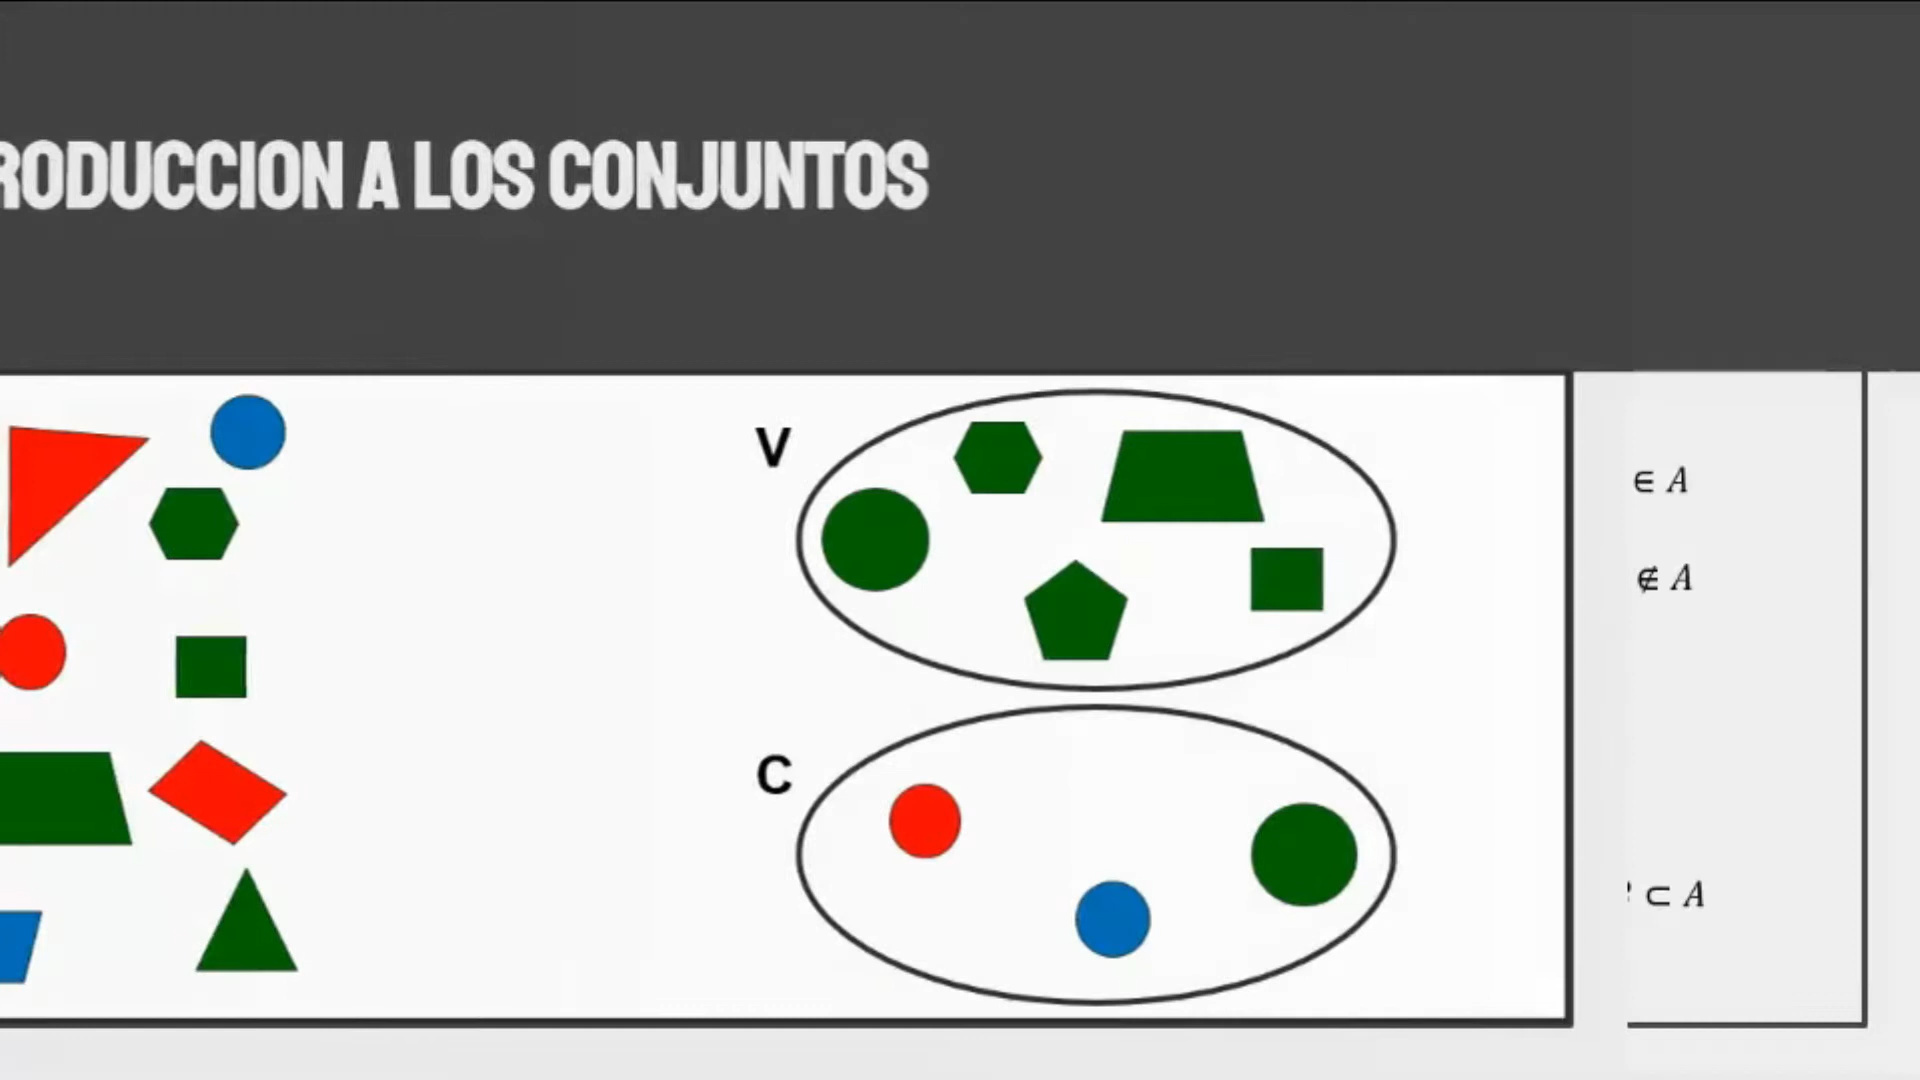 RODUCCION A LOS CONJUNTOS
V
C
∈ A
∉ A
⊂ A